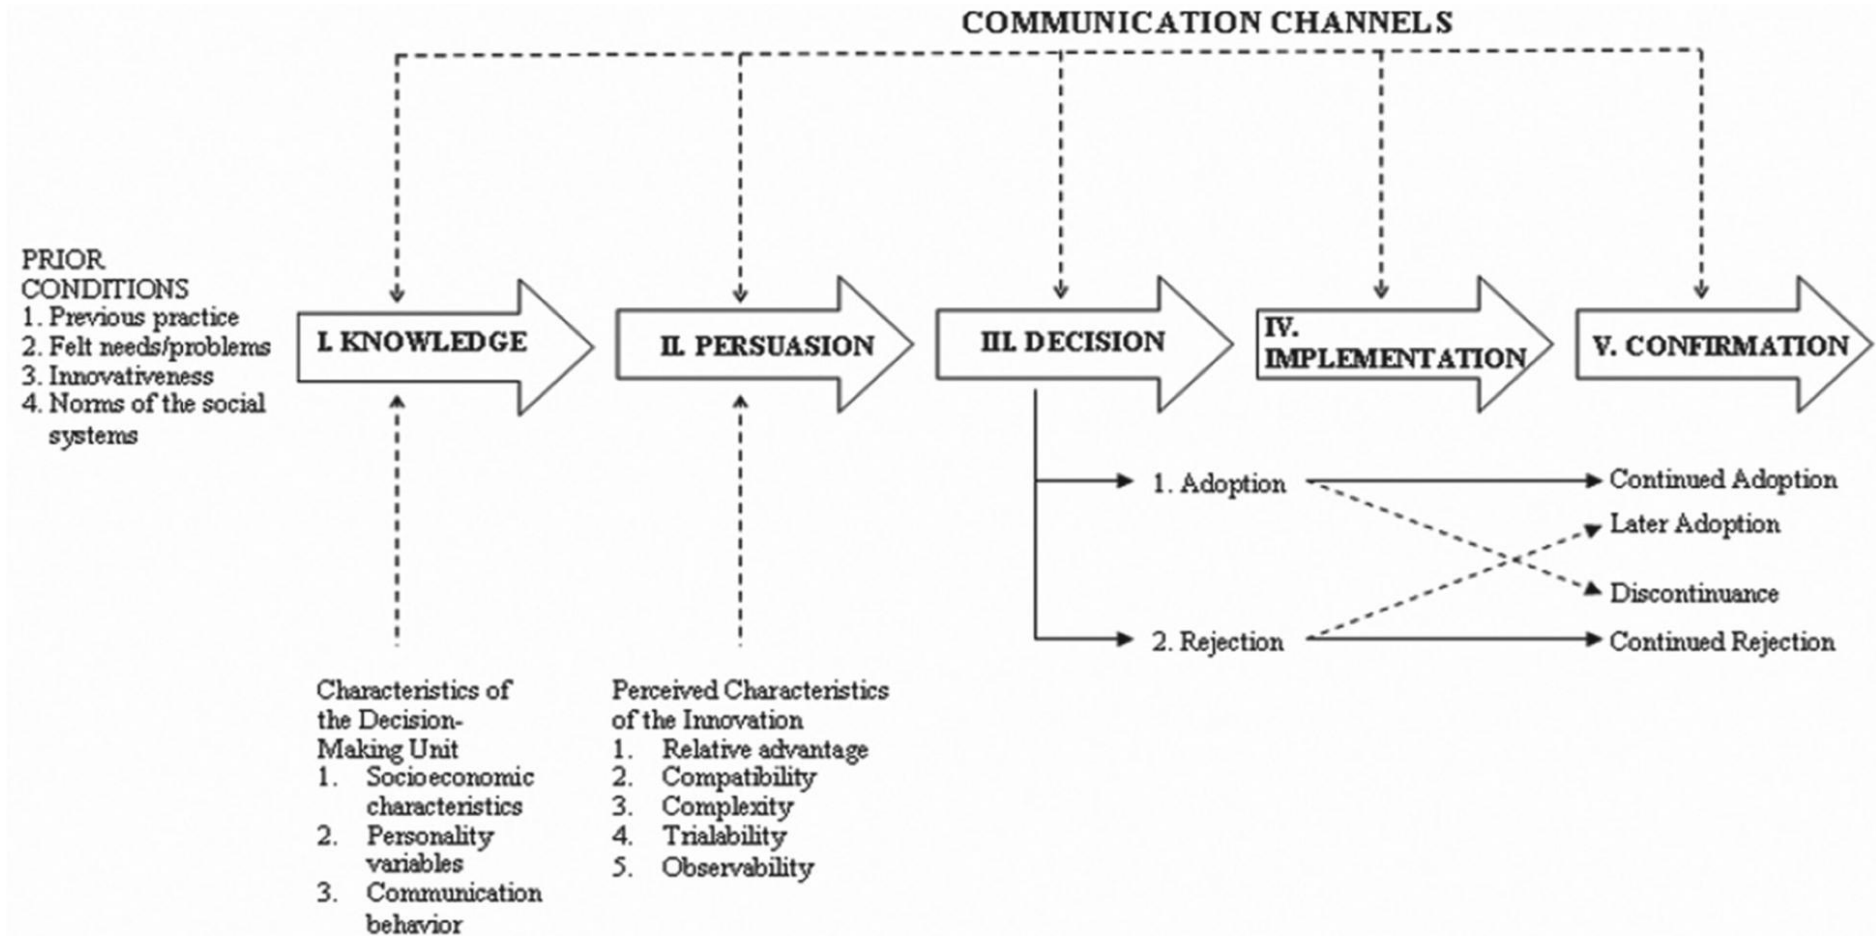 COMMUNICATION CHANNELS
PRIOR
CONDITIONS
1. Previous practice
2. Felt needs/problems
3. Innovativeness
4. Norms of the social
systems
I. KNOWLEDGE
II. PERSUASION
III. DECISION
IV.
IMPLEMENTATION
V. CONFIRMATION
1. Adoption
2. Rejection
Continued Adoption
Later Adoption
Discontinuance
Continued Rejection
Characteristics of
the Decision-
Making Unit
1. Socioeconomic
characteristics
2. Personality
variables
3. Communication
behavior
Perceived Characteristics
of the Innovation
1. Relative advantage
2. Compatibility
3. Complexity
4. Trialability
5. Observability